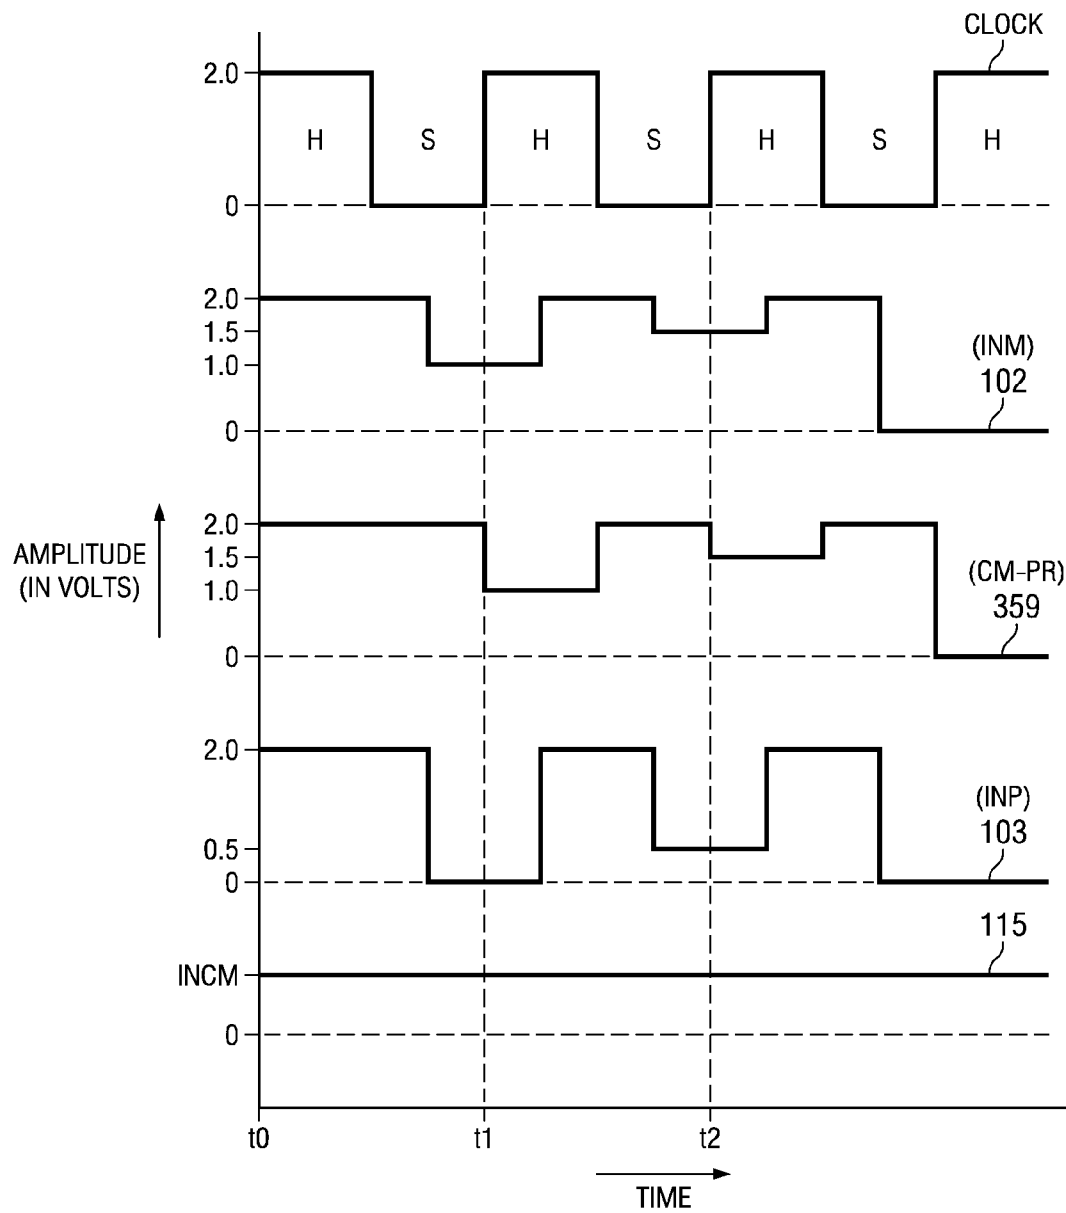 CLOCK
2.0
H S H S H S H
0
2.0
1.5
1.0
0
(INM)
102
AMPLITUDE
(IN VOLTS)
2.0
1.5
1.0
0
(CM-PR)
359
2.0
0.5
0
(INP)
103
115
INCM
0
t0 t1 t2
TIME